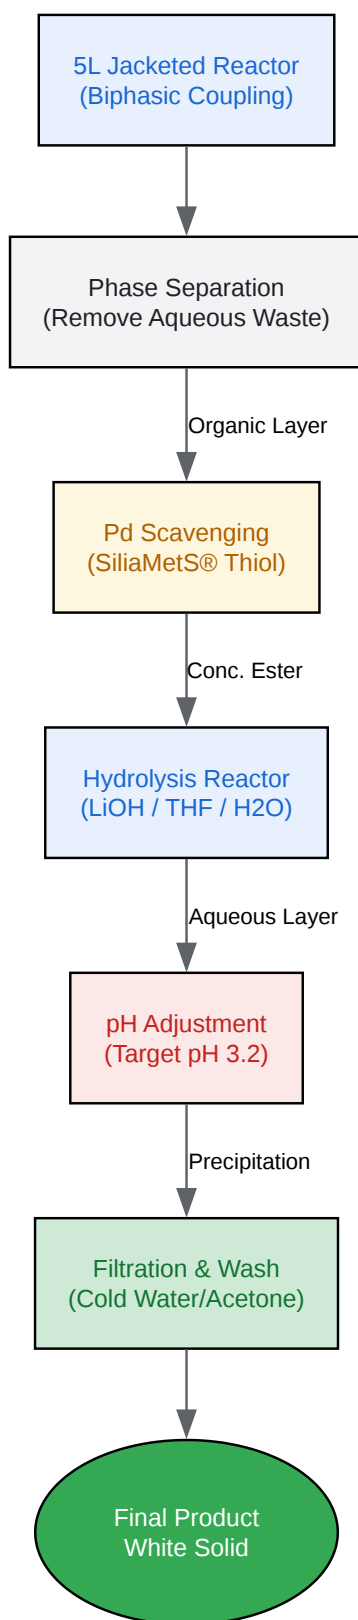 5L Jacketed Reactor
(Biphasic Coupling)
Phase Separation
(Remove Aqueous Waste)
Organic Layer
Pd Scavenging
(SiliaMetS® Thiol)
Conc. Ester
Hydrolysis Reactor
(LiOH / THF / H2O)
Aqueous Layer
pH Adjustment
(Target pH 3.2)
Precipitation
Filtration & Wash
(Cold Water/Acetone)
Final Product
White Solid